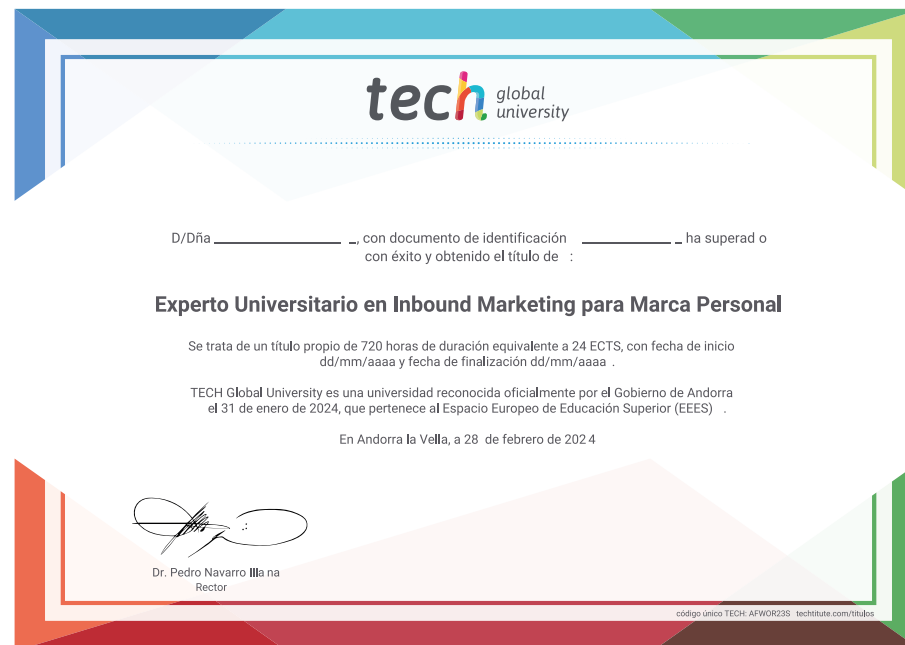 tech global university
D/Dña ____________ _, con documento de identificación ____________ _ ha superad o
con éxito y obtenido el título de :
Experto Universitario en Inbound Marketing para Marca Personal
Se trata de un título propio de 720 horas de duración equivalente a 24 ECTS, con fecha de inicio
dd/mm/aaaa y fecha de finalización dd/mm/aaaa .
TECH Global University es una universidad reconocida oficialmente por el Gobierno de Andorra
el 31 de enero de 2024, que pertenece al Espacio Europeo de Educación Superior (EEES) .
En Andorra la Vella, a 28 de febrero de 2024
Dr. Pedro Navarro Illana
Rector
código único TECH: AFWOR23S techtitute.com/titulos